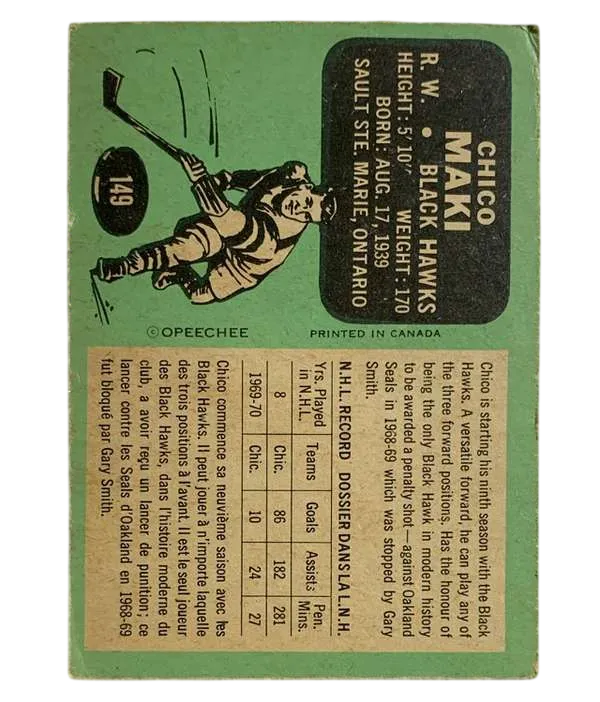 CHICO
MAKI
R. W. • BLACK HAWKS
HEIGHT: 5' 10" WEIGHT: 170
BORN: AUG. 17, 1939
SAULT STE. MARIE, ONTARIO
149
© OPEECHEE
PRINTED IN CANADA
Chico is starting his ninth season with the Black
Hawks. A versatile forward, he can play any of
the three forward positions. Has the honour of
being the only Black Hawk in modern history
to be awarded a penalty shot — against Oakland
Seals in 1968-69 which was stopped by Gary
Smith.
N.H.L. RECORD DOSSIER DANS LA L.N.H.
Yrs. Played in N.H.L. Teams Goals Assists Pen. Mins.
8 Chic. 86 182 281
1969-70 Chic. 10 24 27
Chico commence sa neuvième saison avec les
Black Hawks. Il peut jouer à n'importe laquelle
des trois positions à l'avant. Il est le seul joueur
des Black Hawks, dans l'histoire moderne du
club, a avoir reçu un lancer de punition; ce
lancer contre les Seals d'Oakland en 1968-69
fut bloqué par Gary Smith.